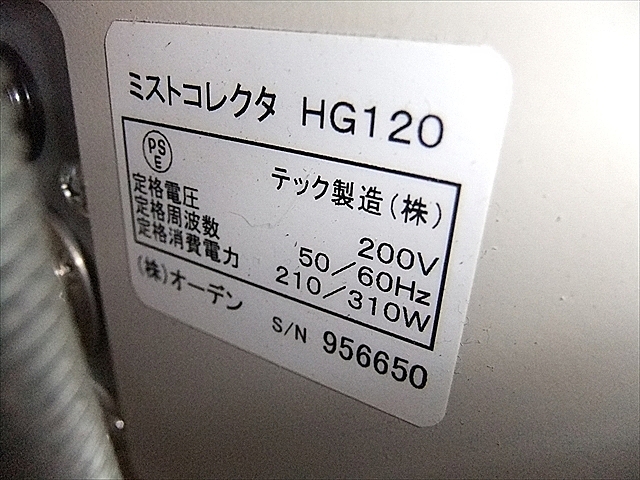 ミストコレクタ HG120
PS
E
テック製造(株)
定格電圧 200V
定格周波数 50/60Hz
定格消費電力 210/310W
(株)オーデン
S/N 956650